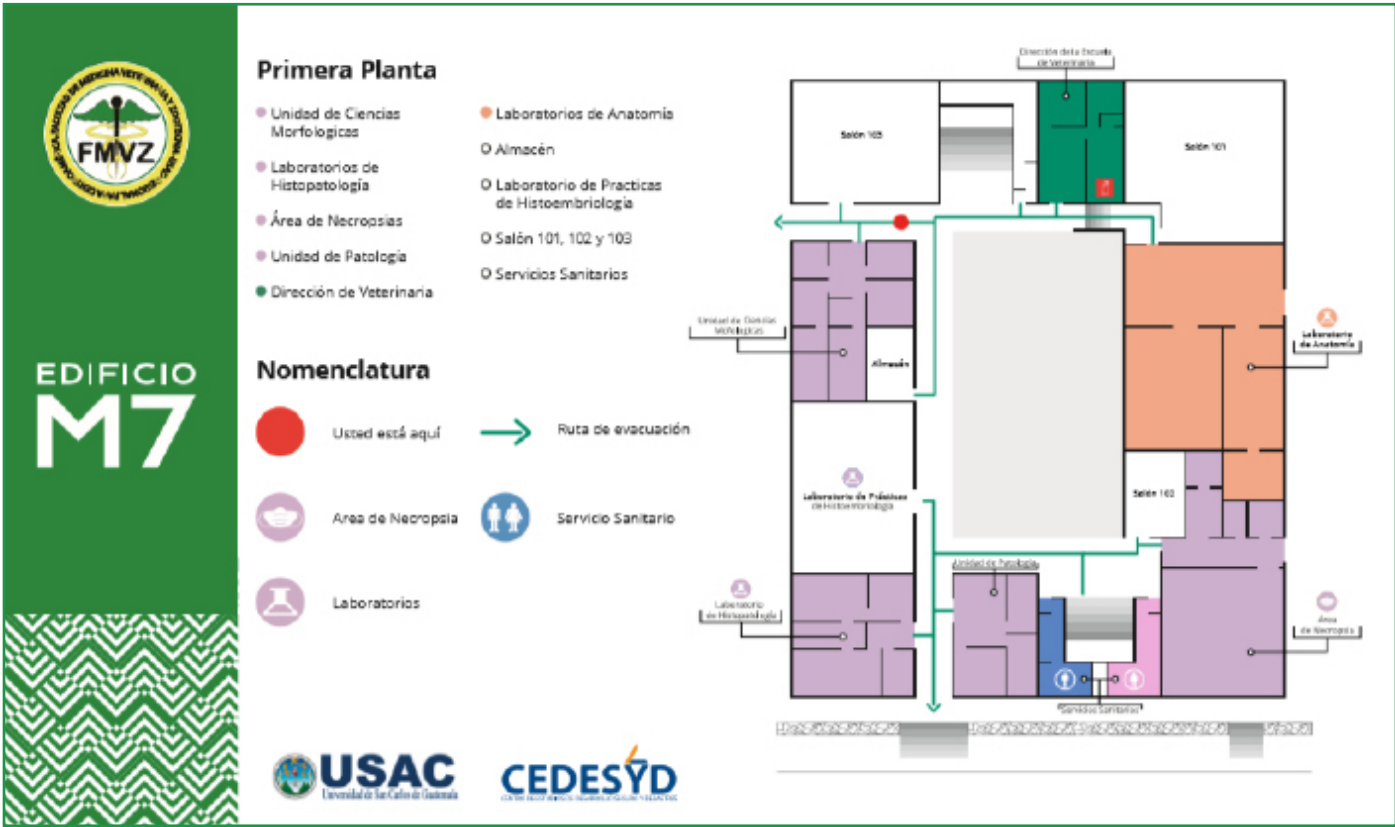 FMVZ
EDIFICIO
M7
Primera Planta
Unidad de Ciencias
Morfologicas
Laboratorios de
Histopatología
Área de Necropsias
Unidad de Patología
Dirección de Veterinaria
Laboratorios de Anatomía
Almacén
Laboratorio de Practicas
de Histoembriología
Salón 101, 102 y 103
Servicios Sanitarios
Nomenclatura
Usted está aquí
Ruta de evacuación
Area de Necropsia
Servicio Sanitario
Laboratorios
USAC
Universidad de San Carlos de Guatemala
CEDESYD
Dirección de La Escuela
de Veterinaria
Salón 103
Salón 101
Unidad de Ciencias
Almacén
Laboratorio
de Anatomía
Laboratorio de Prácticas
de Histoembriología
Salón 102
Unidad de Patología
Laboratorio
de Histopatología
Área
de Necropsia
Servicios Sanitarios